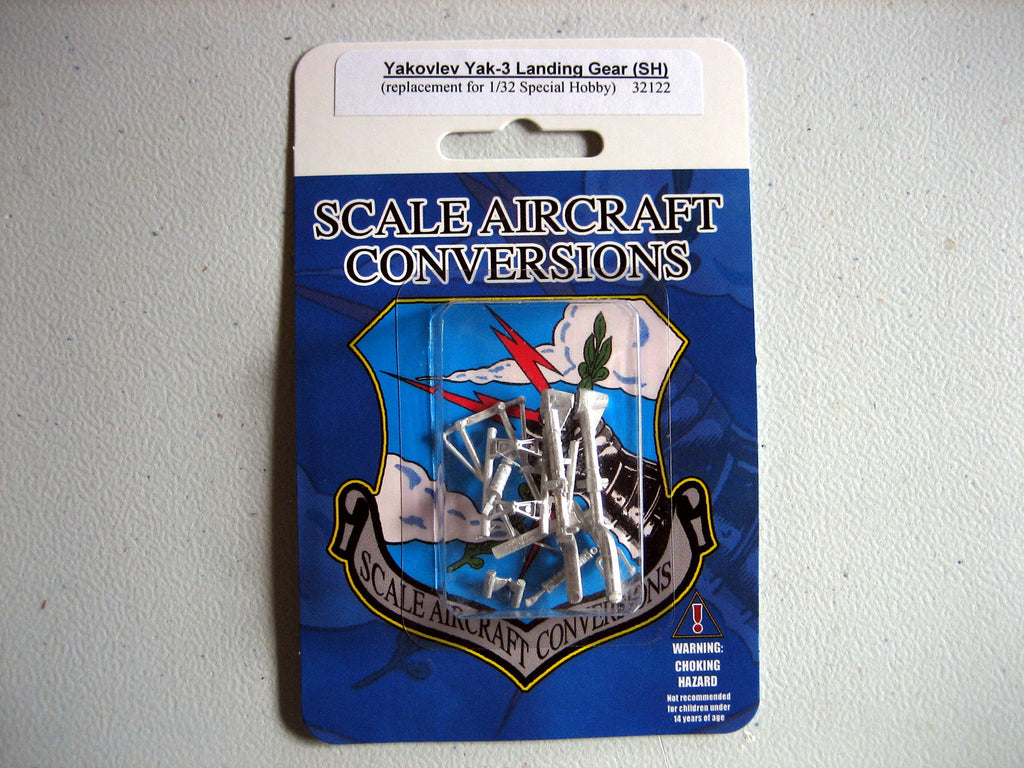 Yakovlev Yak-3 Landing Gear (SH)
(replacement for 1/32 Special Hobby) 32122
SCALE AIRCRAFT
CONVERSIONS
SCALE AIRCRAFT CONVERSIONS
WARNING:
CHOKING
HAZARD
Not recommended
for children under
14 years of age